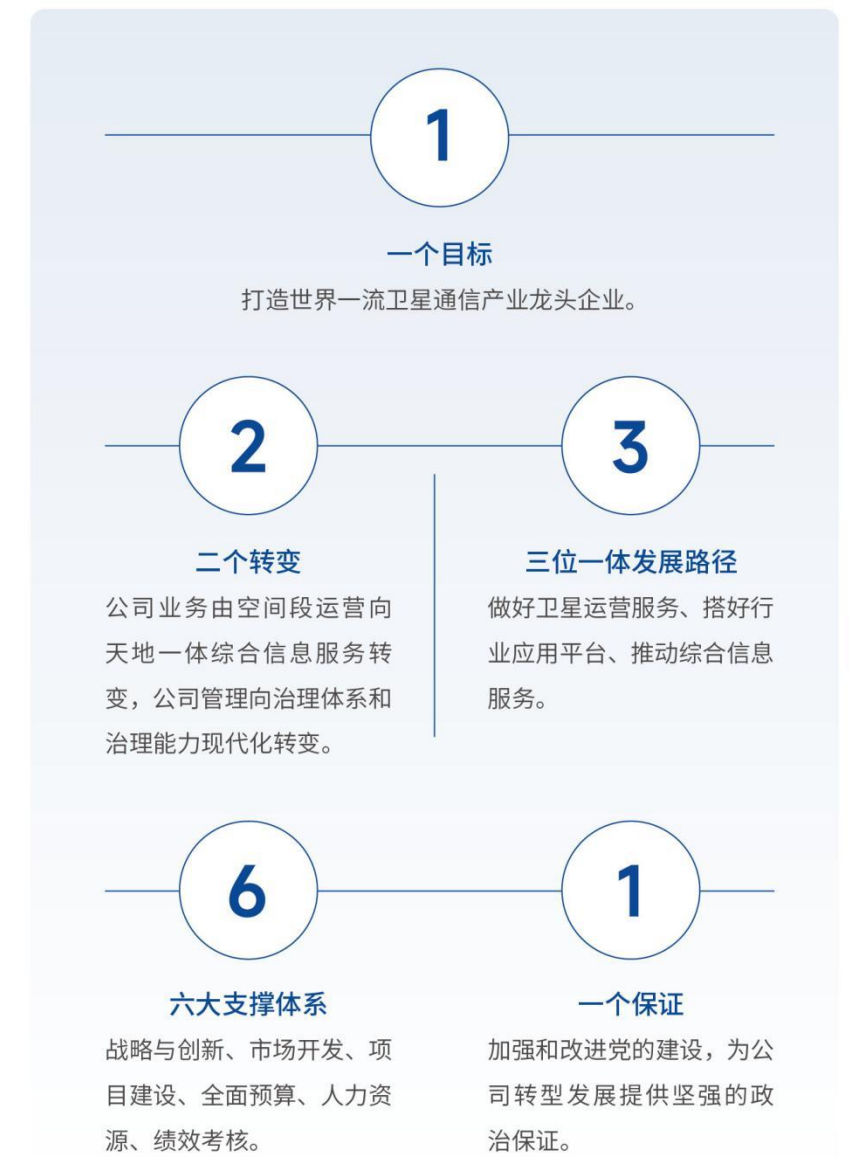 1
一个目标
打造世界一流卫星通信产业龙头企业。
2
二个转变
公司业务由空间段运营向
天地一体综合信息服务转
变，公司管理向治理体系和
治理能力现代化转变。
3
三位一体发展路径
做好卫星运营服务、搭好行
业应用平台、推动综合信息
服务。
6
六大支撑体系
战略与创新、市场开发、项
目建设、全面预算、人力资
源、绩效考核。
1
一个保证
加强和改进党的建设，为公
司转型发展提供坚强的政
治保证。